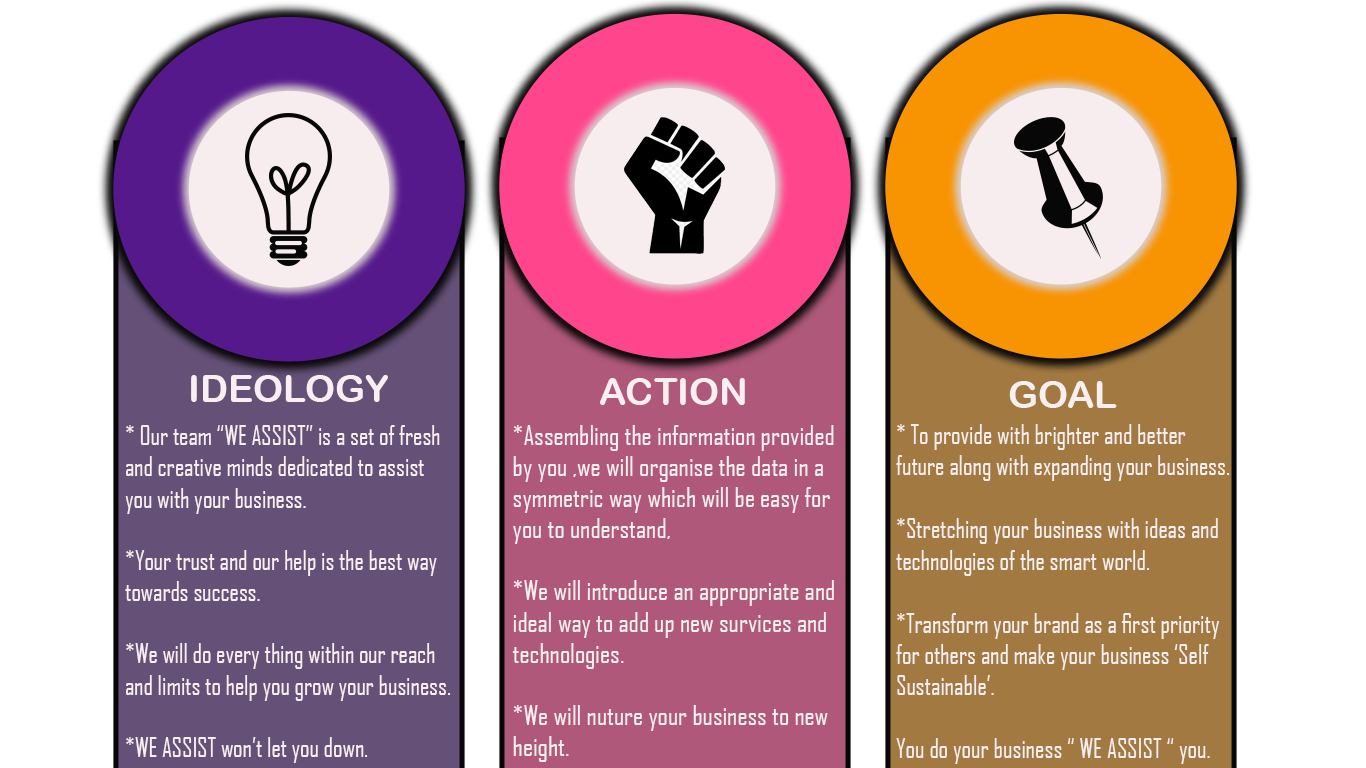 IDEOLOGY
* Our team “WE ASSIST” is a set of fresh
and creative minds dedicated to assist
you with your business.
*Your trust and our help is the best way
towards success.
*We will do every thing within our reach
and limits to help you grow your business.
*WE ASSIST won’t let you down.
ACTION
*Assembling the information provided
by you ,we will organise the data in a
symmetric way which will be easy for
you to understand,
*We will introduce an appropriate and
ideal way to add up new survices and
technologies.
*We will nuture your business to new
height.
GOAL
* To provide with brighter and better
future along with expanding your business.
*Stretching your business with ideas and
technologies of the smart world.
*Transform your brand as a first priority
for others and make your business ‘Self
Sustainable’.
You do your business “ WE ASSIST “ you.